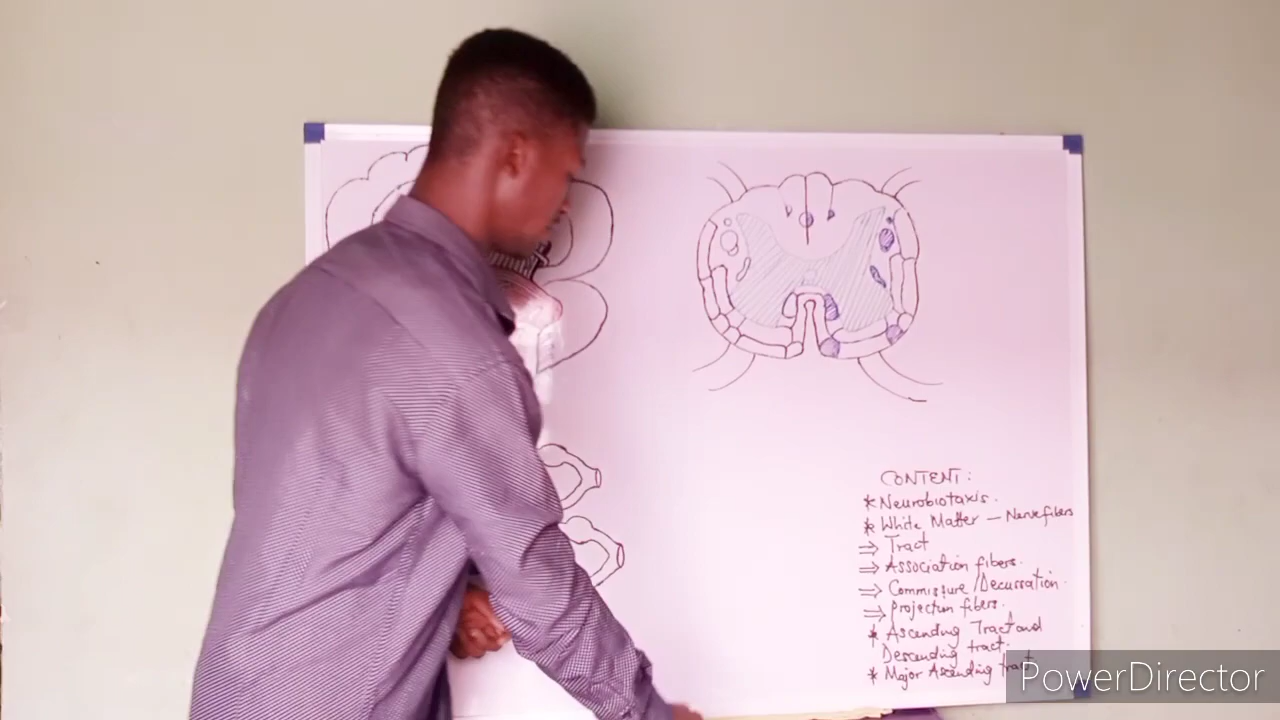 CONTENT:
* Neurobiotaxis.
* White Matter — Nerve fibers
⇒ Tract
⇒ Association fibers.
⇒ Commissure / Decussation.
⇒ Projection fibers.
* Ascending Tract and
Descending tract.
* Major Ascending tract
PowerDirector